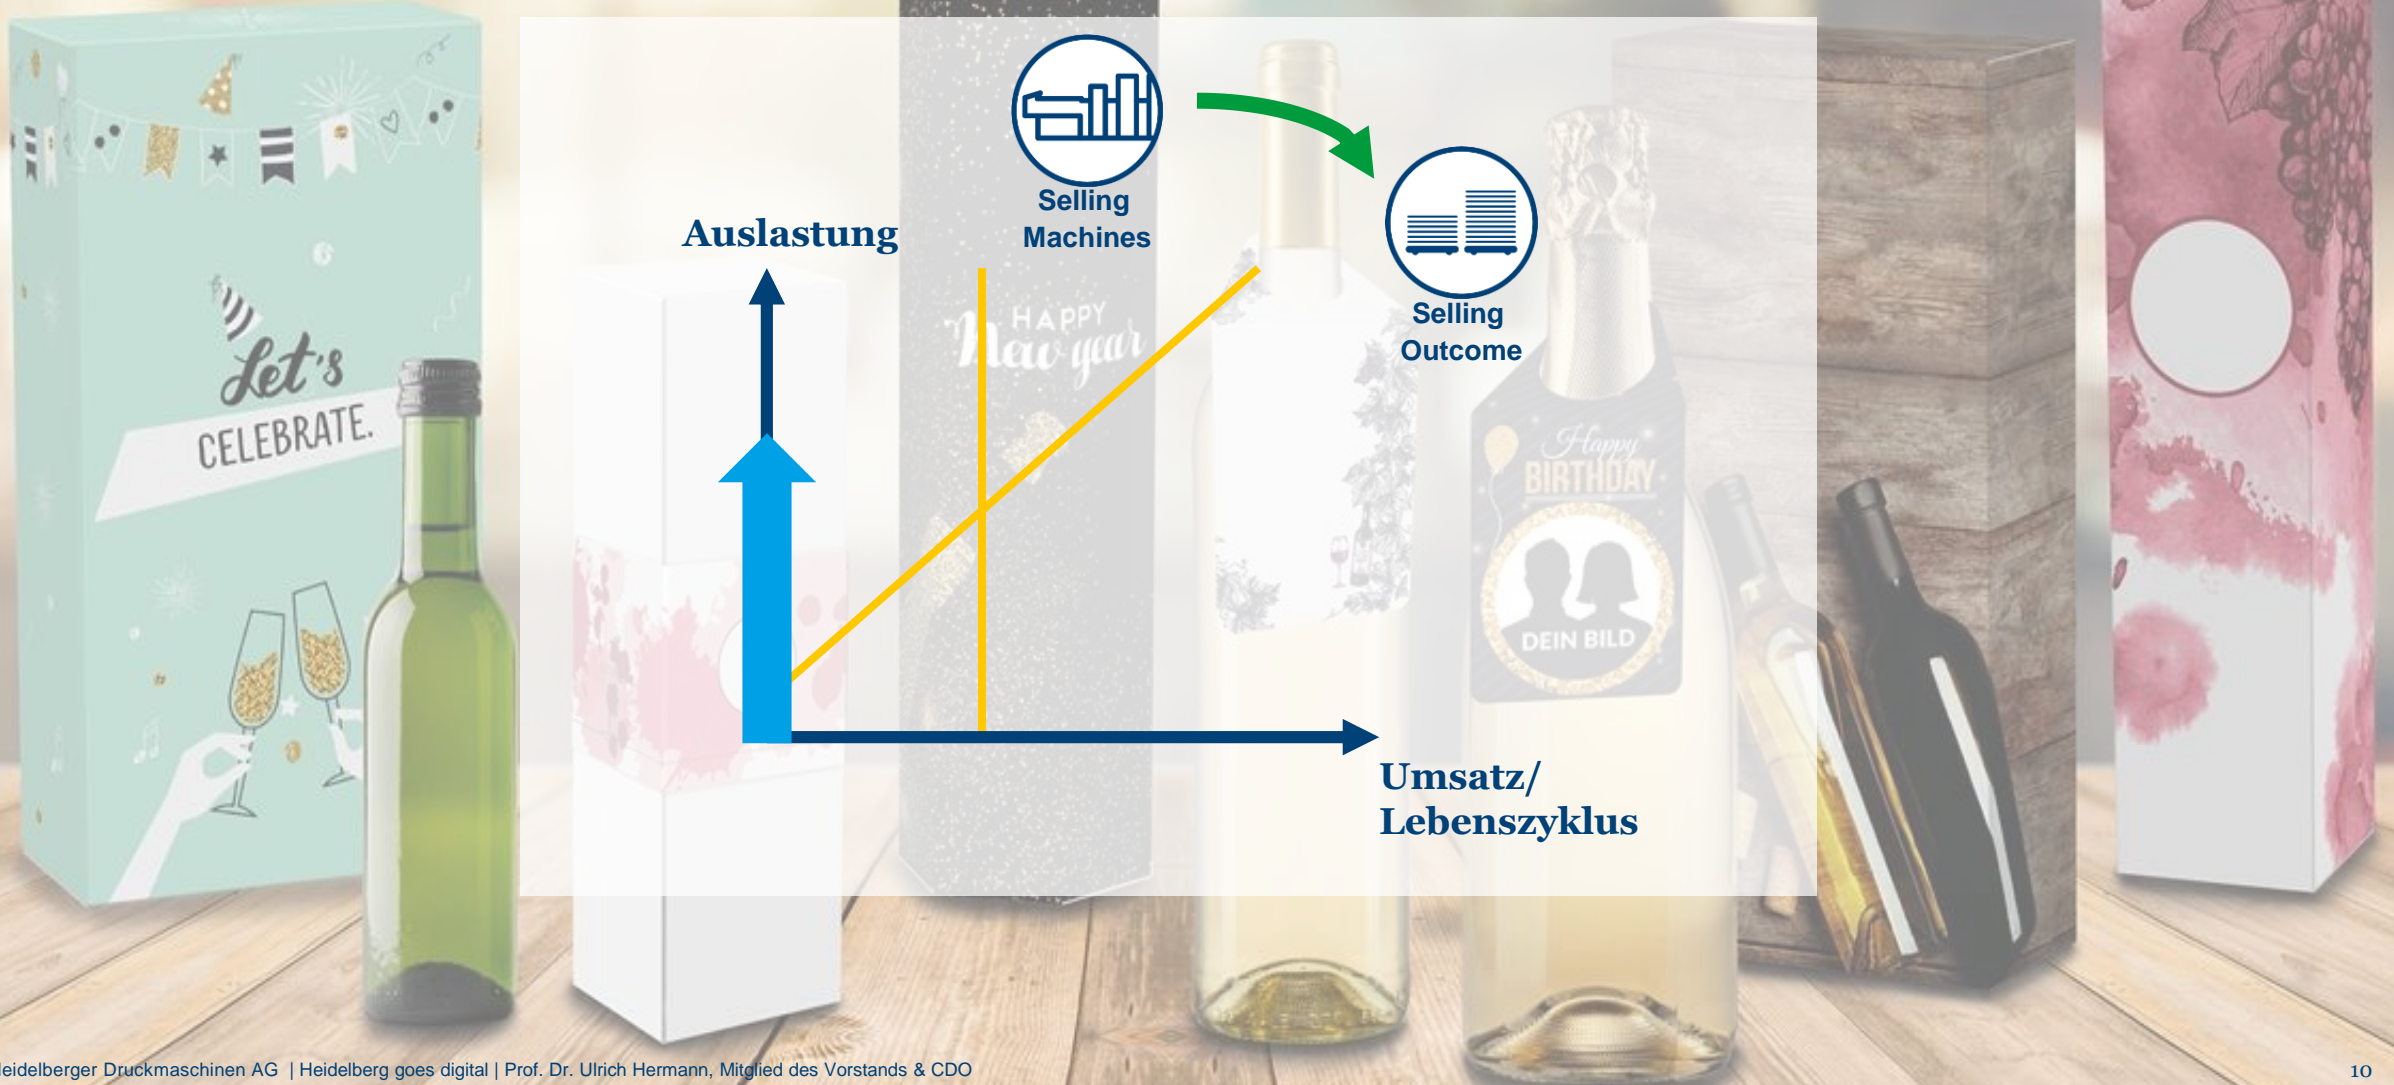 Selling
Machines
Auslastung
Selling
Outcome
HAPPY
New year
Let's
CELEBRATE.
Happy
BIRTHDAY
DEIN BILD
Umsatz/
Lebenszyklus
Heidelberger Druckmaschinen AG | Heidelberg goes digital | Prof. Dr. Ulrich Hermann, Mitglied des Vorstands & CDO
10